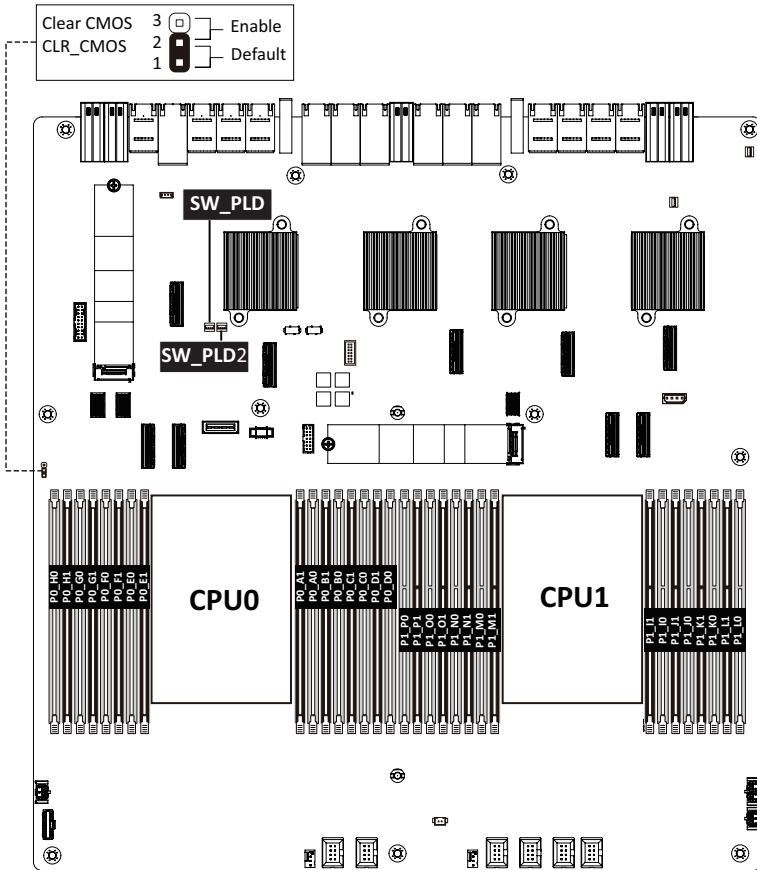 Clear CMOS 3 Enable
CLR_CMOS 2
1 Default
SW_PLD
SW_PLD2
P0_H0
P0_H1
P0_G0
P0_G1
P0_F0
P0_F1
P0_E0
P0_E1
CPU0
P0_A1
P0_A0
P0_B1
P0_B0
P0_C1
P0_C0
P0_D1
P0_D0
P1_P0
P1_P1
P1_O0
P1_O1
P1_N0
P1_N1
P1_M0
P1_M1
CPU1
P1_I1
P1_I0
P1_J1
P1_J0
P1_K1
P1_K0
P1_L1
P1_L0